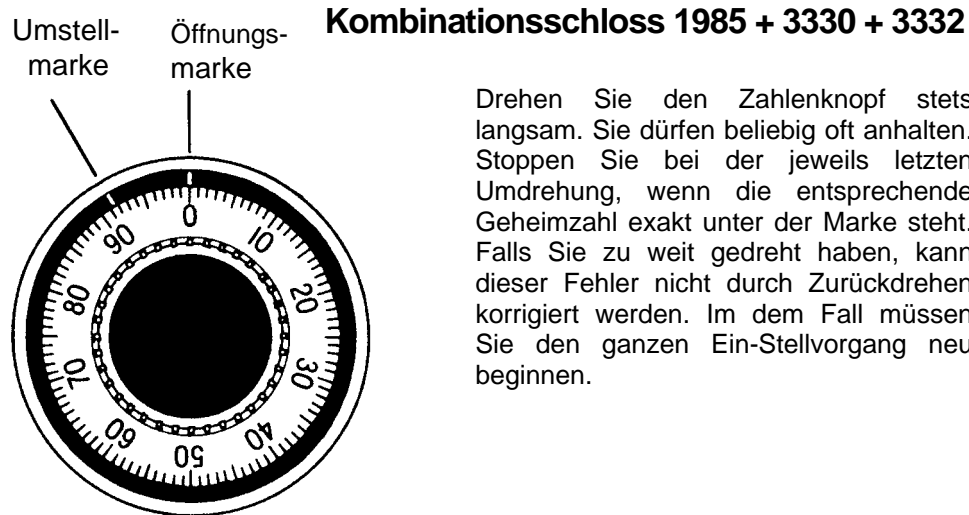 Kombinationsschloss 1985 + 3330 + 3332
Umstell-
marke
Öffnungs-
marke
Drehen Sie den Zahlenknopf stets
langsam. Sie dürfen beliebig oft anhalten.
Stoppen Sie bei der jeweils letzten
Umdrehung, wenn die entsprechende
Geheimzahl exakt unter der Marke steht.
Falls Sie zu weit gedreht haben, kann
dieser Fehler nicht durch Zurückdrehen
korrigiert werden. Im dem Fall müssen
Sie den ganzen Ein-Stellvorgang neu
beginnen.
0
10
20
30
40
50
60
70
80
90